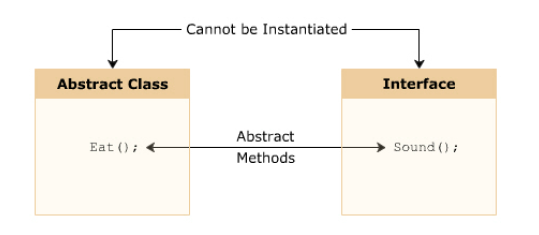 Cannot be Instantiated
Abstract Class
Interface
Eat();
Abstract
Methods
Sound();